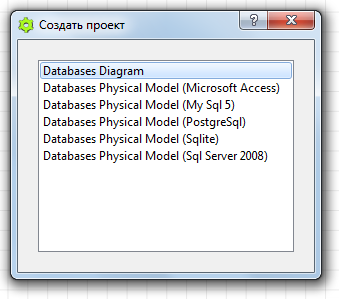 Создать проект
Databases Diagram
Databases Physical Model (Microsoft Access)
Databases Physical Model (My Sql 5)
Databases Physical Model (PostgreSql)
Databases Physical Model (Sqlite)
Databases Physical Model (Sql Server 2008)